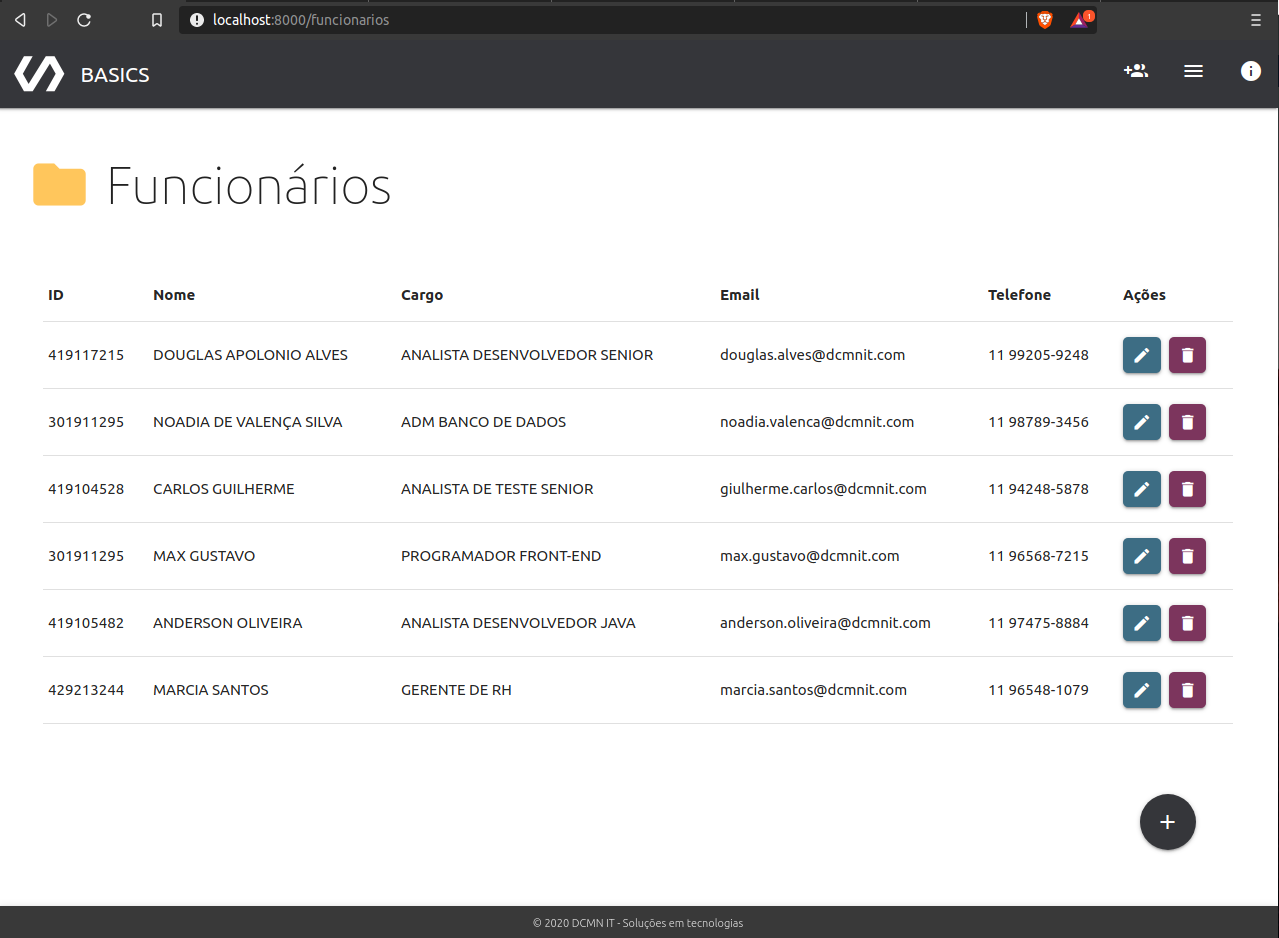 localhost:8000/funcionarios
1
BASICS
Funcionários
ID Nome Cargo Email Telefone Ações
419117215 DOUGLAS APOLONIO ALVES ANALISTA DESENVOLVEDOR SENIOR douglas.alves@dcmnit.com 11 99205-9248
301911295 NOADIA DE VALENÇA SILVA ADM BANCO DE DADOS noadia.valenca@dcmnit.com 11 98789-3456
419104528 CARLOS GUILHERME ANALISTA DE TESTE SENIOR giulherme.carlos@dcmnit.com 11 94248-5878
301911295 MAX GUSTAVO PROGRAMADOR FRONT-END max.gustavo@dcmnit.com 11 96568-7215
419105482 ANDERSON OLIVEIRA ANALISTA DESENVOLVEDOR JAVA anderson.oliveira@dcmnit.com 11 97475-8884
429213244 MARCIA SANTOS GERENTE DE RH marcia.santos@dcmnit.com 11 96548-1079
+
© 2020 DCMN IT - Soluções em tecnologias